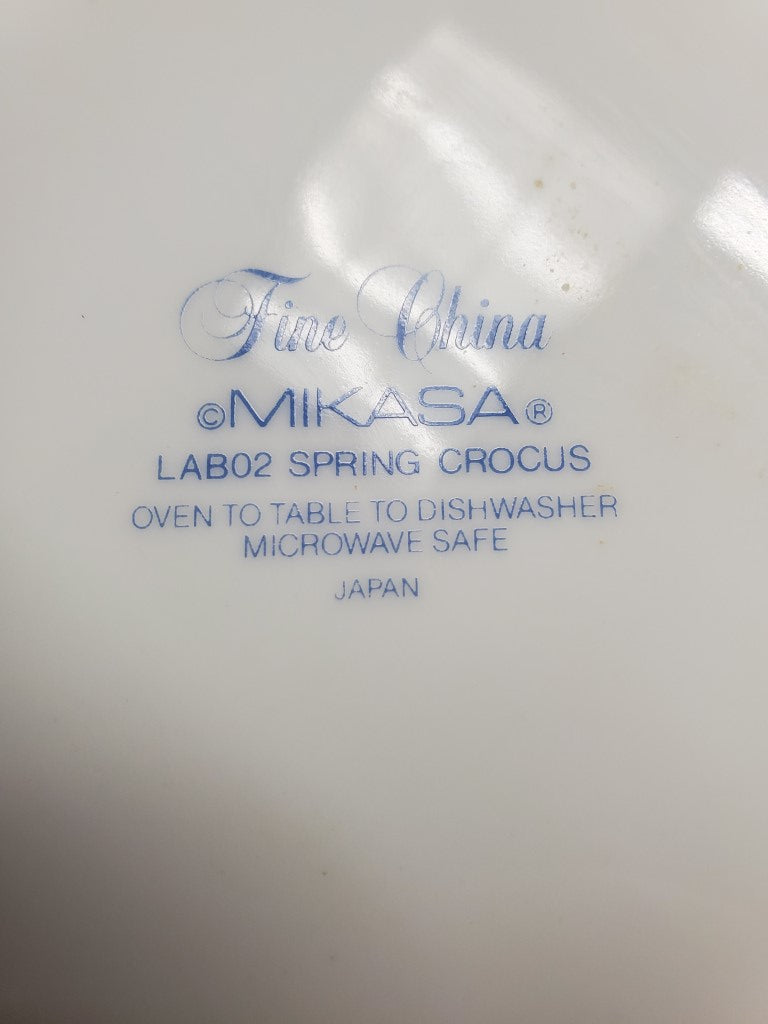 Fine China
©MIKASA®
LAB02 SPRING CROCUS
OVEN TO TABLE TO DISHWASHER
MICROWAVE SAFE
JAPAN